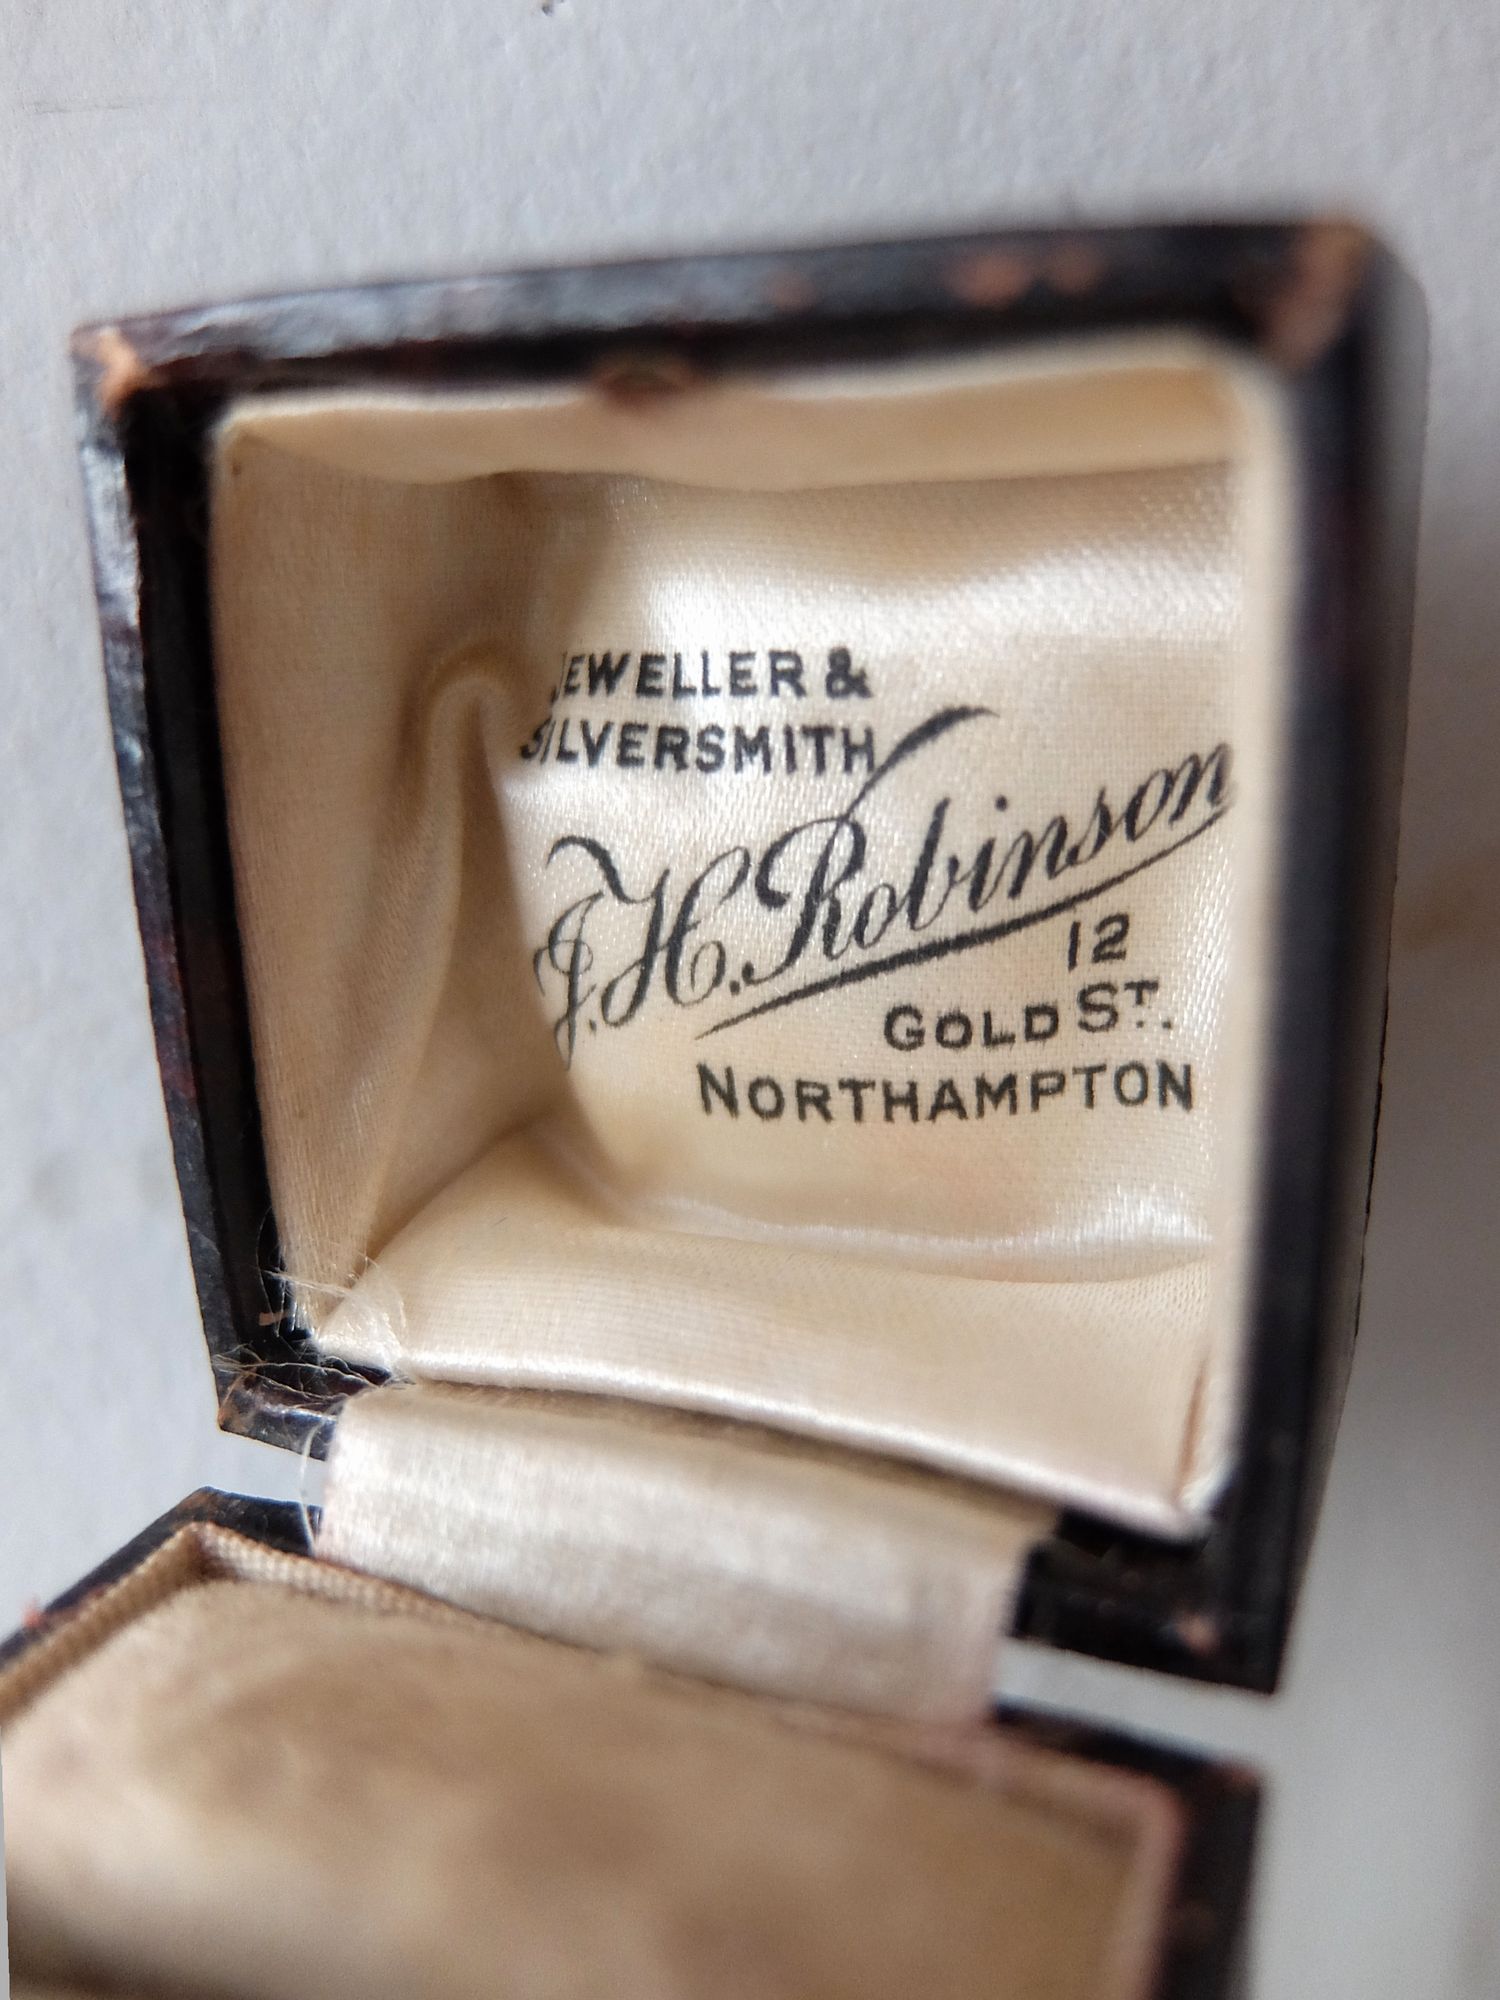 JEWELLER &
SILVERSMITH
J.H. Robinson
12
GOLD ST.
NORTHAMPTON